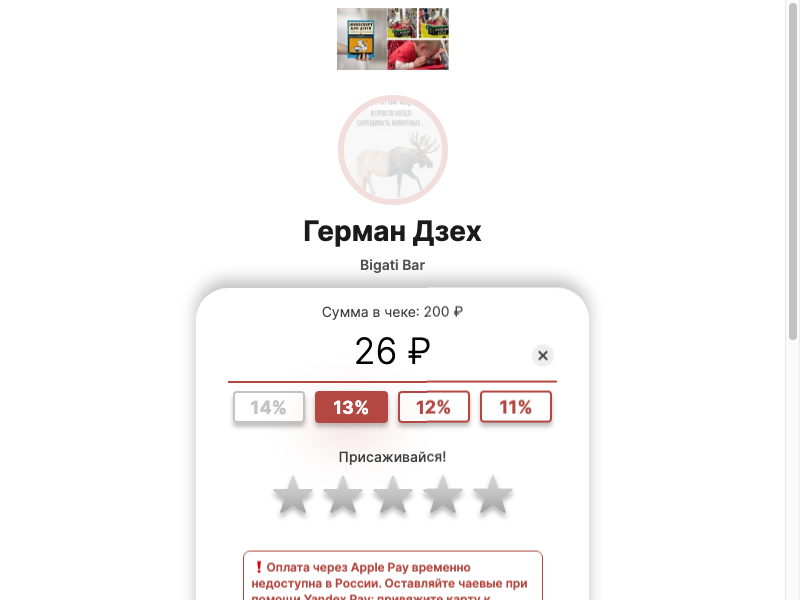 Герман Дзех
Bigati Bar
Сумма в чеке: 200 ₽
26 ₽
14% 13% 12% 11%
Присаживайся!
❗ Оплата через Apple Pay временно
недоступна в России. Оставляйте чаевые при
помощи Yandex Pay: привяжите карту к